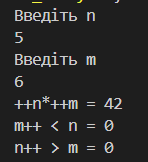 Введіть n
5
Введіть m
6
++n*++m = 42
m++ < n = 0
n++ > m = 0